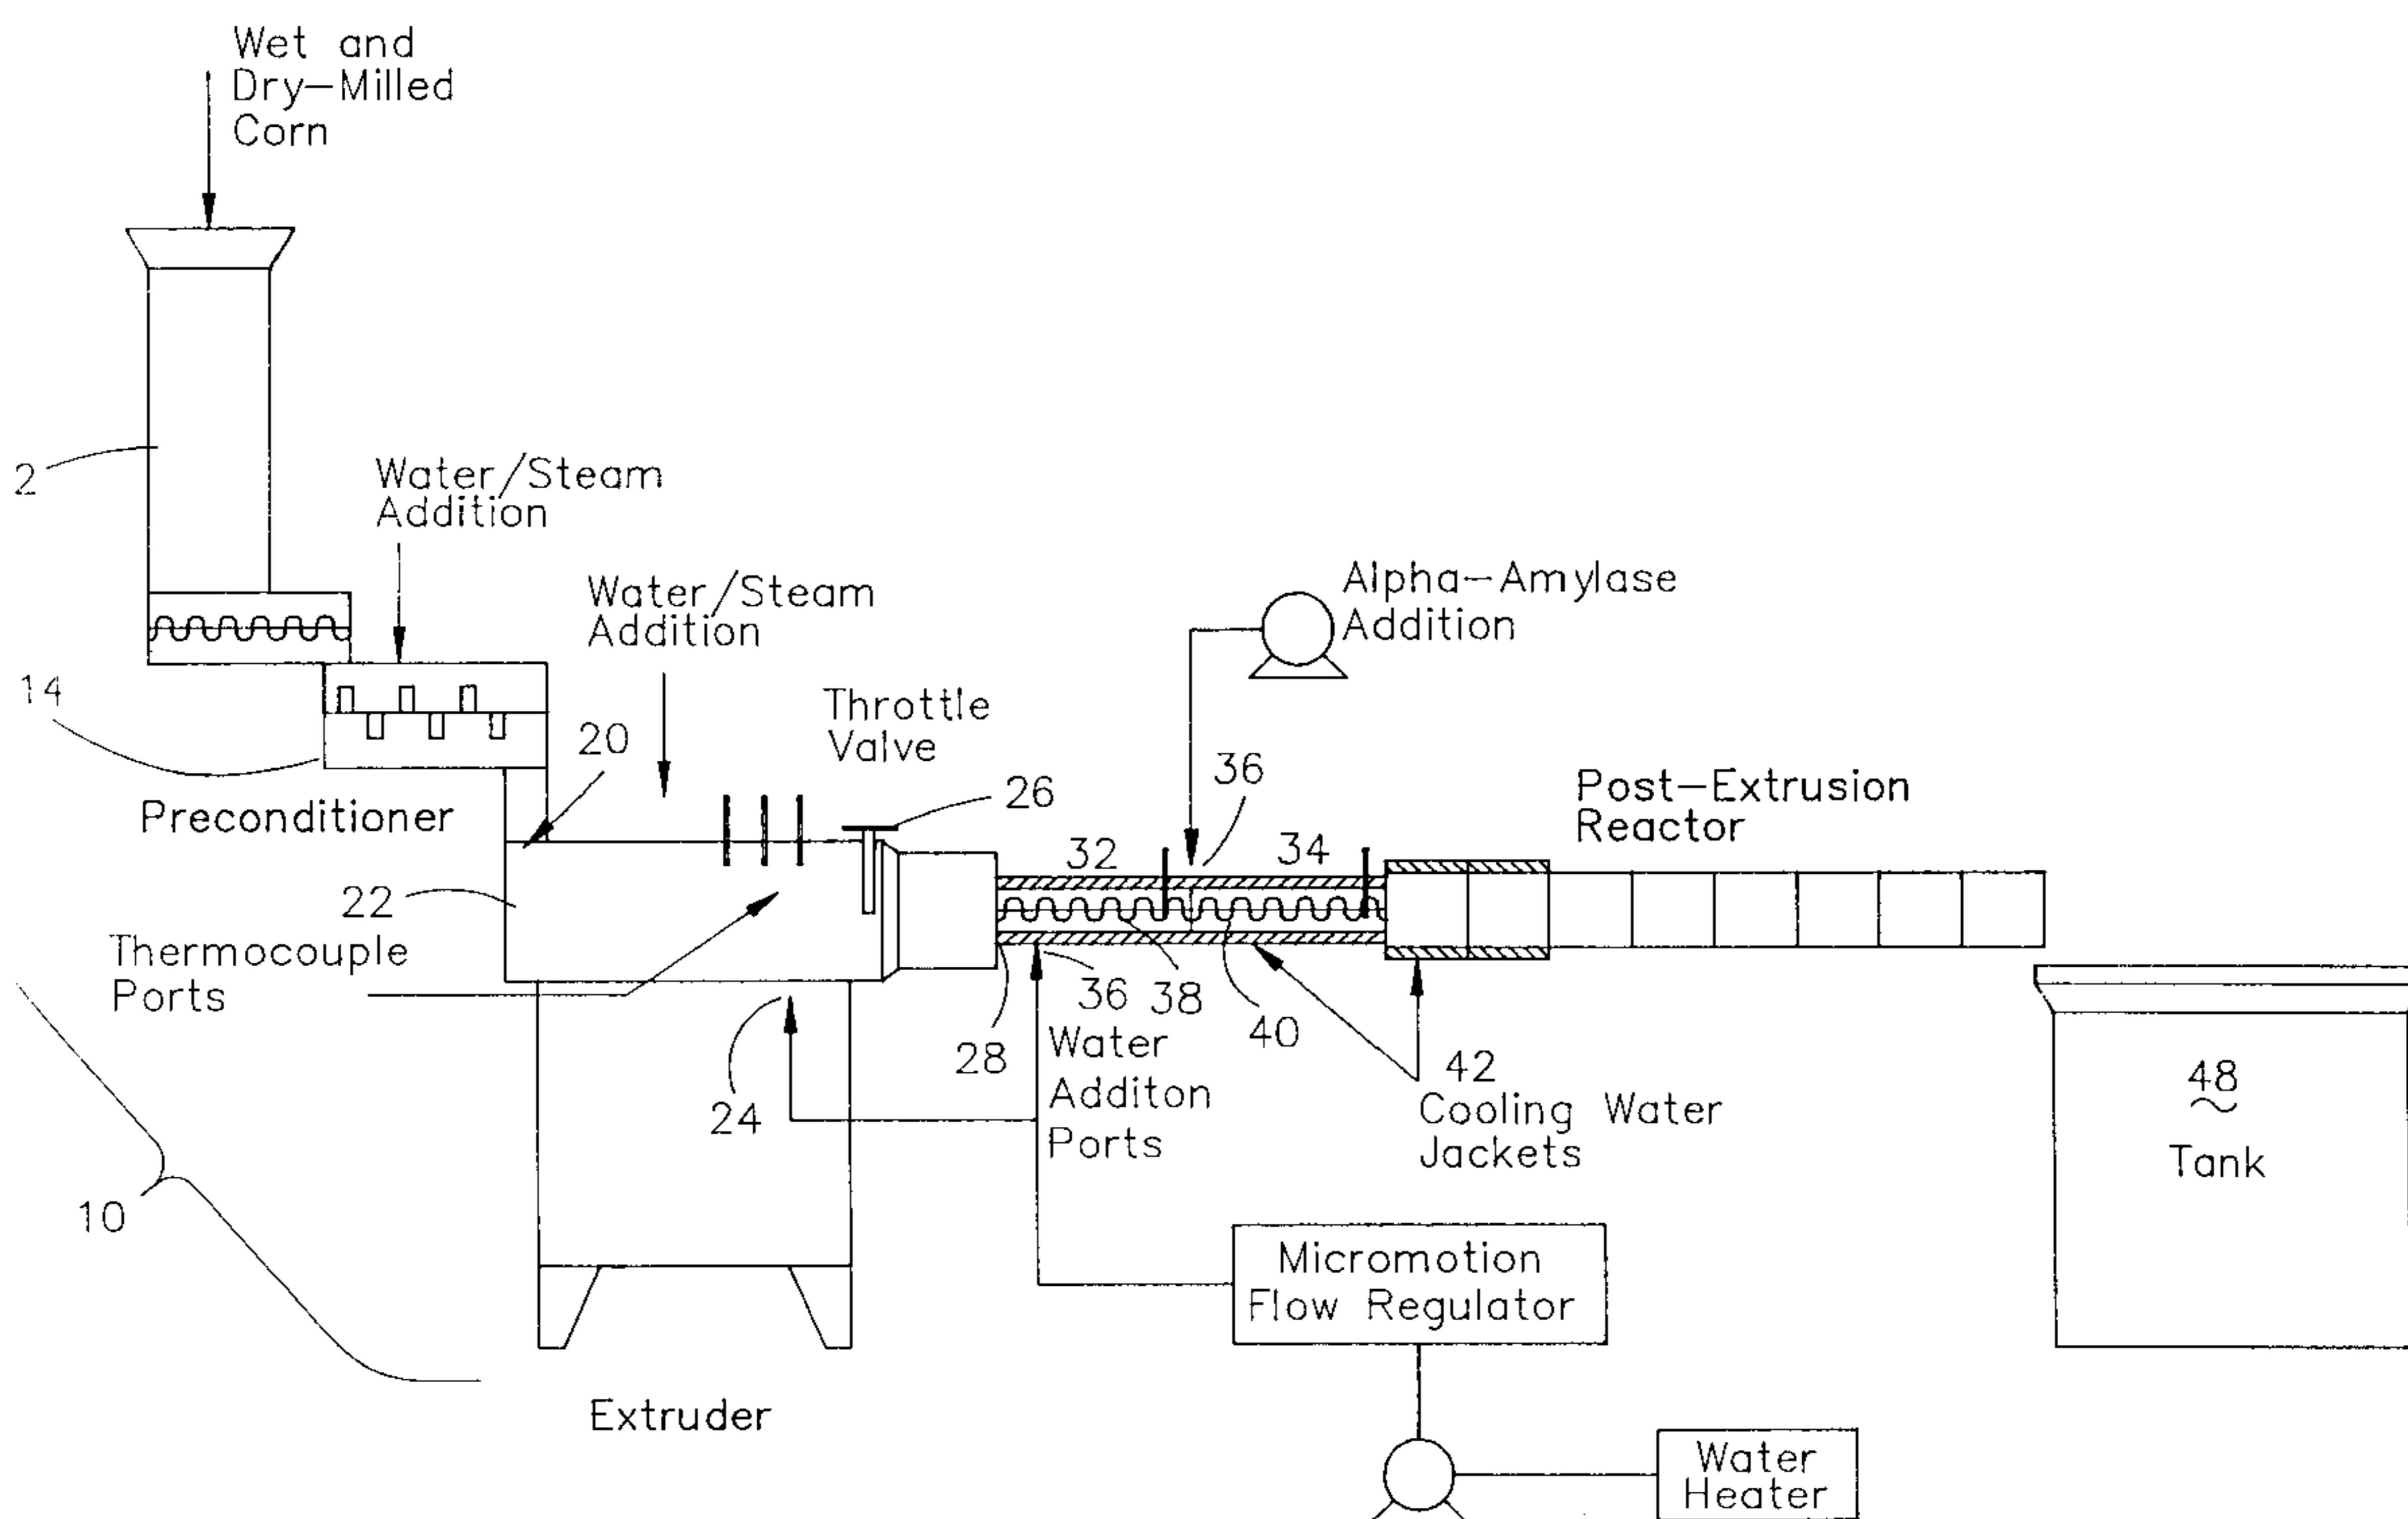 Wet and
Dry-Milled
Corn
2
Water/Steam
Addition
Water/Steam
Addition
Alpha-Amylase
Addition
14
Throttle
Valve
20
36
Post-Extrusion
Reactor
Preconditioner
26
32
34
22
Thermocouple
Ports
36
38
40
28
Water
Additon
Ports
24
42
Cooling Water
Jackets
48
Tank
10
Micromotion
Flow Regulator
Extruder
Water
Heater